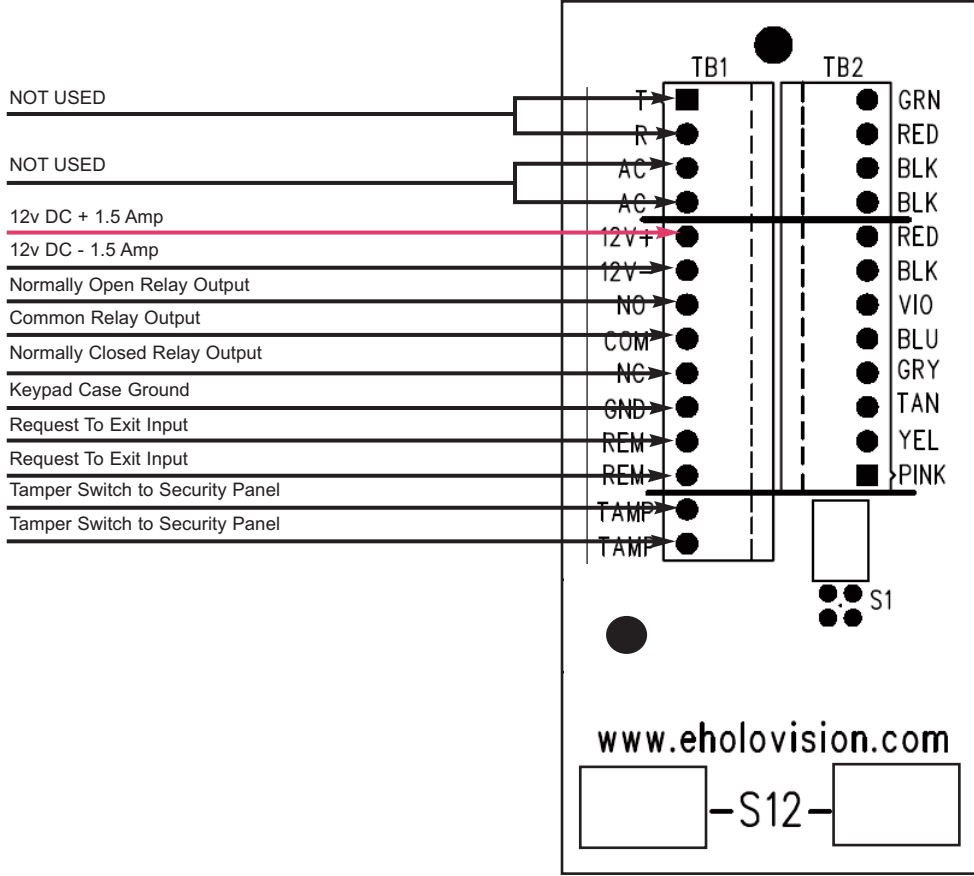 TB1 TB2
NOT USED T GRN
R RED
NOT USED AC BLK
AC BLK
12v DC + 1.5 Amp 12V+ RED
12v DC - 1.5 Amp 12V- BLK
Normally Open Relay Output NO VIO
Common Relay Output COM BLU
Normally Closed Relay Output NC GRY
Keypad Case Ground GND TAN
Request To Exit Input REM YEL
Request To Exit Input REM PINK
Tamper Switch to Security Panel TAMP
Tamper Switch to Security Panel TAMP
S1
www.eholovision.com
-S12-